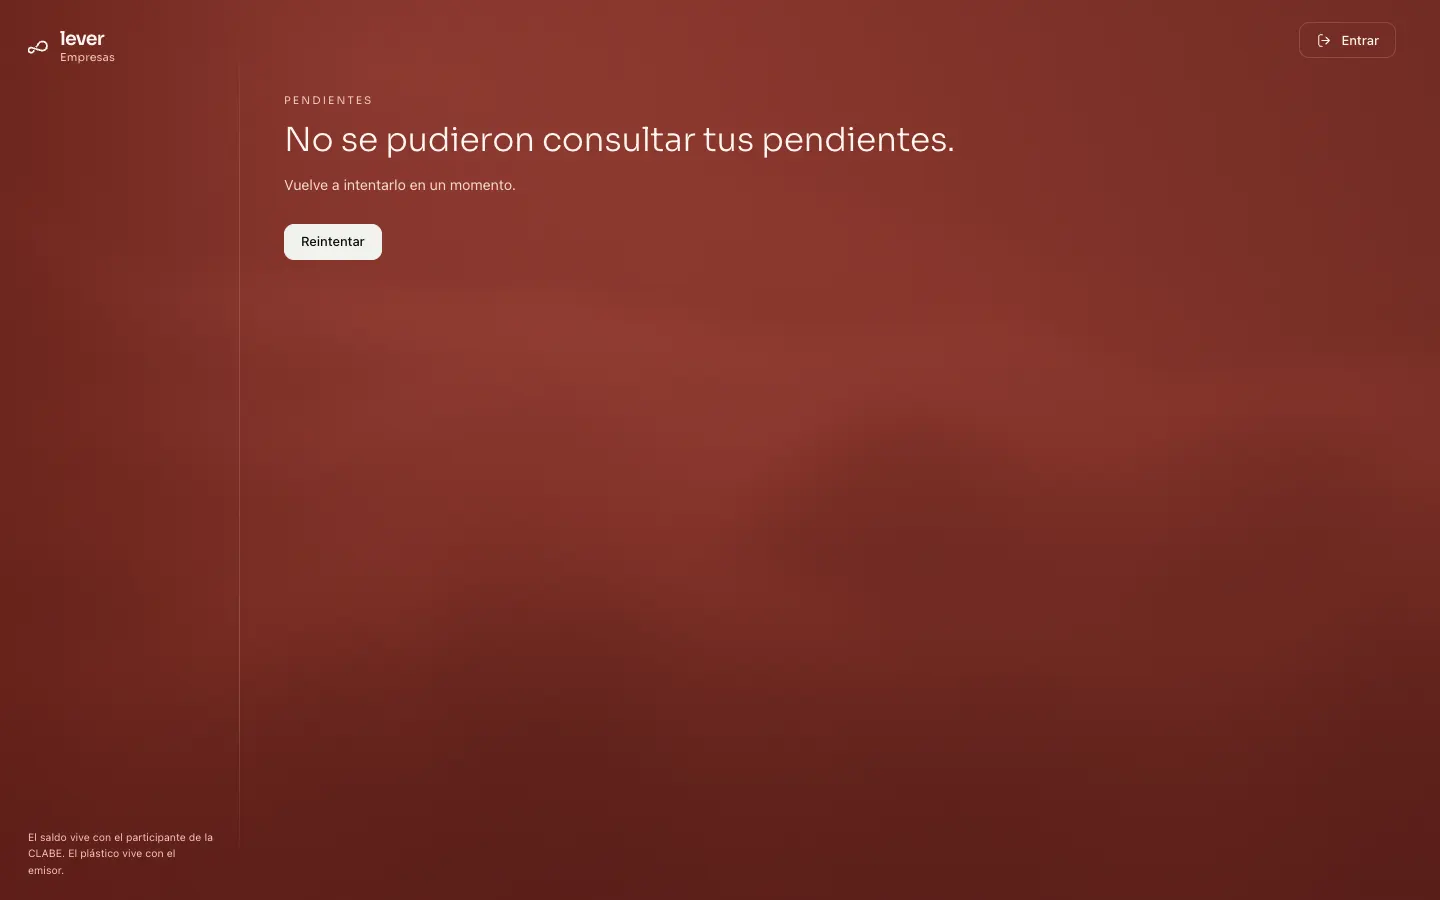 lever
Empresas
Entrar
PENDIENTES
No se pudieron consultar tus pendientes.
Vuelve a intentarlo en un momento.
Reintentar
El saldo vive con el participante de la
CLABE. El plástico vive con el
emisor.